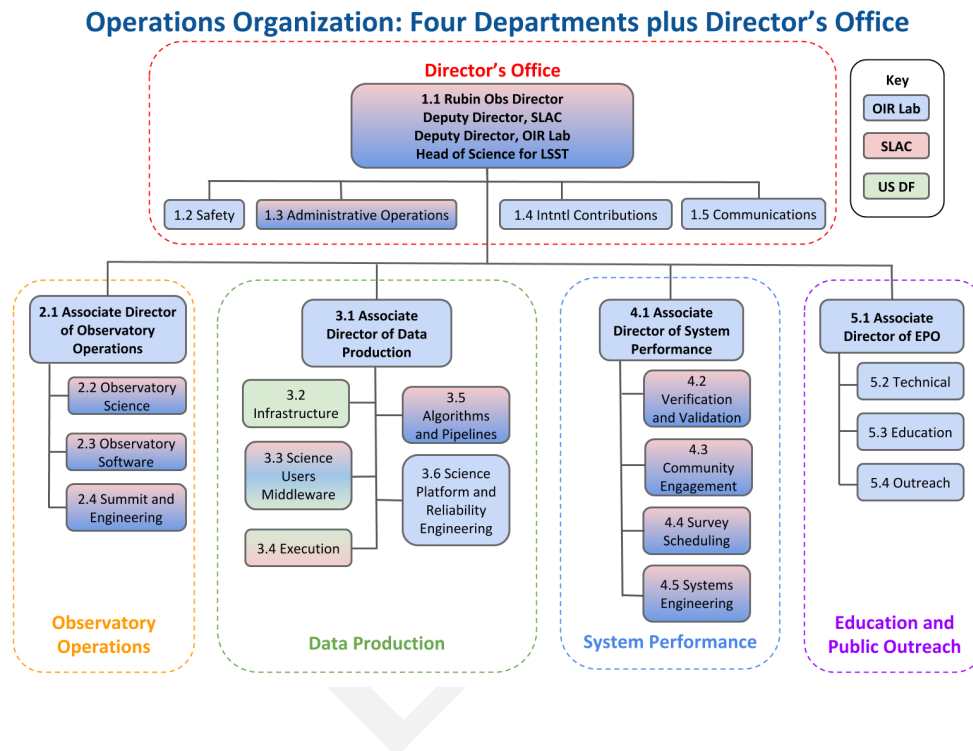 Operations Organization: Four Departments plus Director's Office
Director's Office
1.1 Rubin Obs Director
Deputy Director, SLAC
Deputy Director, OIR Lab
Head of Science for LSST
Key
OIR Lab
SLAC
US DF
1.2 Safety
1.3 Administrative Operations
1.4 Intntl Contributions
1.5 Communications
2.1 Associate Director
of Observatory
Operations
2.2 Observatory
Science
2.3 Observatory
Software
2.4 Summit and
Engineering
Observatory
Operations
3.1 Associate
Director of Data
Production
3.2
Infrastructure
3.3 Science
Users
Middleware
3.4 Execution
3.5
Algorithms
and Pipelines
3.6 Science
Platform and
Reliability
Engineering
Data Production
4.1 Associate
Director of System
Performance
4.2
Verification
and Validation
4.3
Community
Engagement
4.4 Survey
Scheduling
4.5 Systems
Engineering
System Performance
5.1 Associate
Director of EPO
5.2 Technical
5.3 Education
5.4 Outreach
Education and
Public Outreach